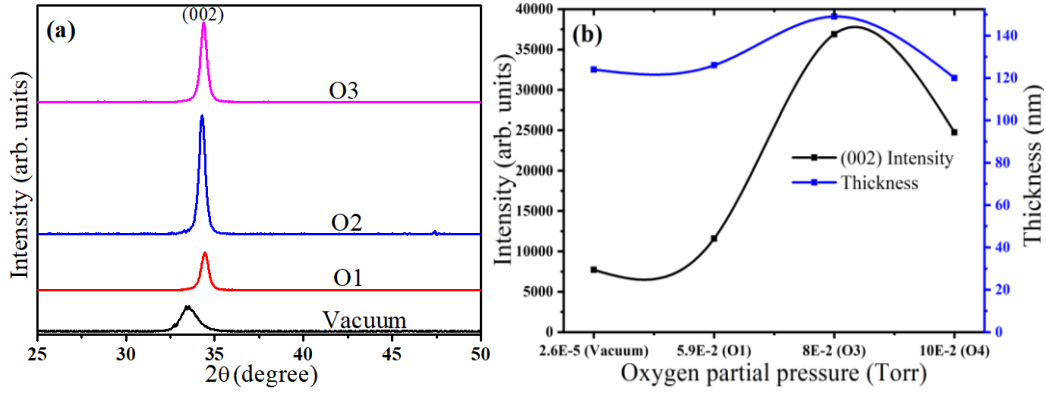 (a)
(002)
O3
O2
O1
Vacuum
Intensity (arb. units)
25 30 35 40 45 50
2θ (degree)
(b)
40000
35000
30000
25000
20000
15000
10000
5000
0
Intensity (arb. units)
(002) Intensity
Thickness
140
120
100
80
60
40
20
0
Thickness (nm)
2.6E-5 (Vacuum) 5.9E-2 (O1) 8E-2 (O3) 10E-2 (O4)
Oxygen partial pressure (Torr)